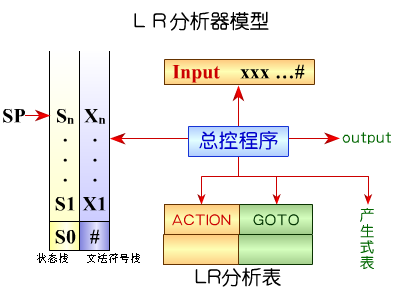 LR分析器模型
Input xxx …#
SP
Sn Xn
. .
. .
. .
S1 X1
S0 #
状态栈 文法符号栈
总控程序
output
ACTION GOTO
产生式表
LR分析表